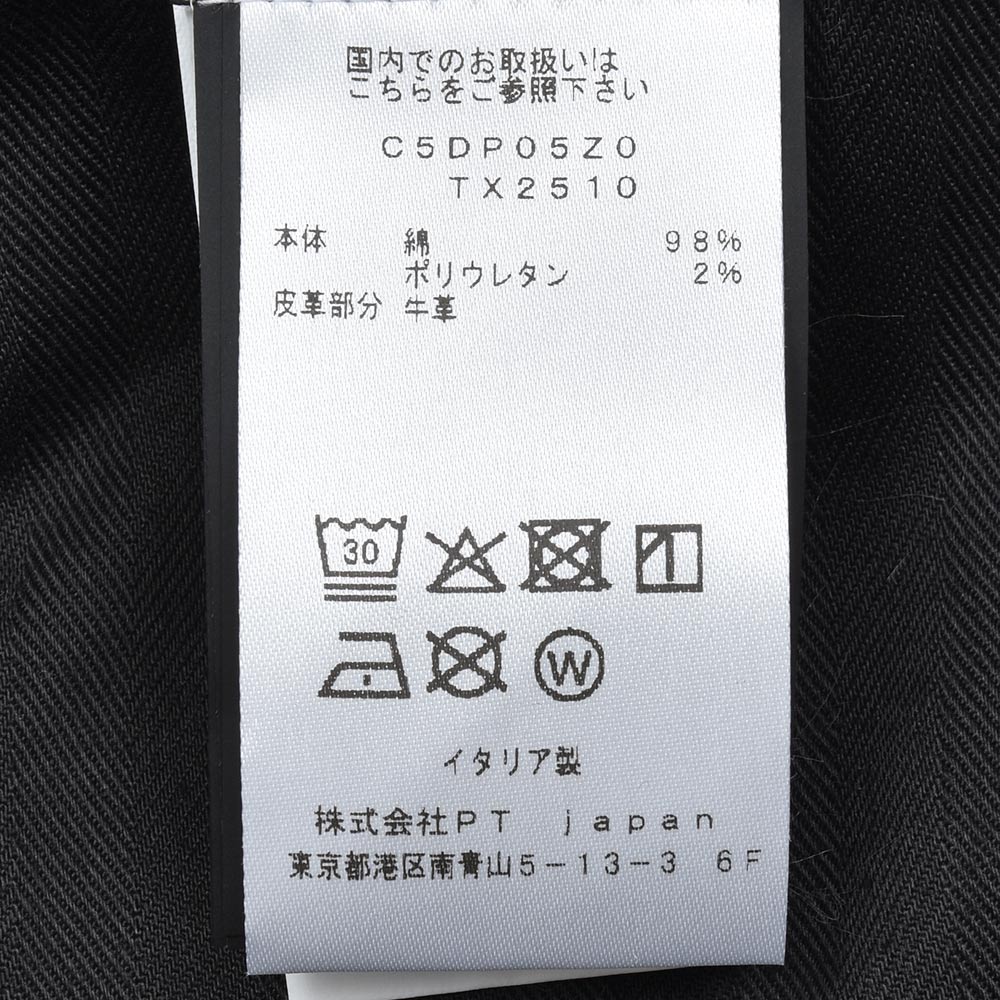 国内でのお取扱いは
こちらをご参照下さい
C5DP05Z0
TX2510
本体 綿 98%
ポリウレタン 2%
皮革部分 牛革
30
W
イタリア製
株式会社PT japan
東京都港区南青山5-13-3 6F